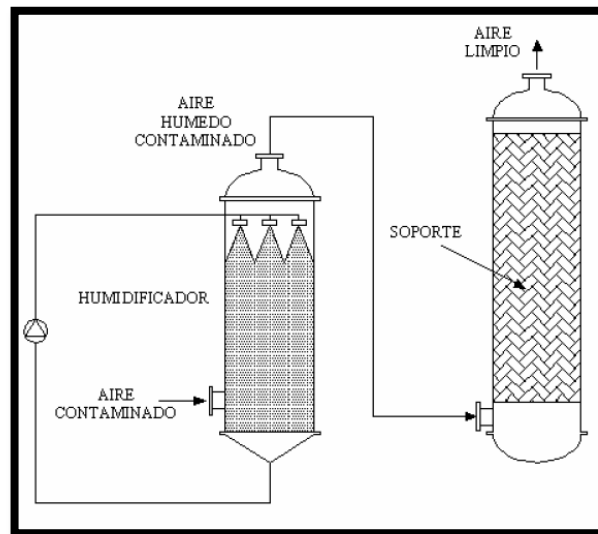 AIRE
LIMPIO
AIRE
HUMEDO
CONTAMINADO
SOPORTE
HUMIDIFICADOR
AIRE
CONTAMINADO